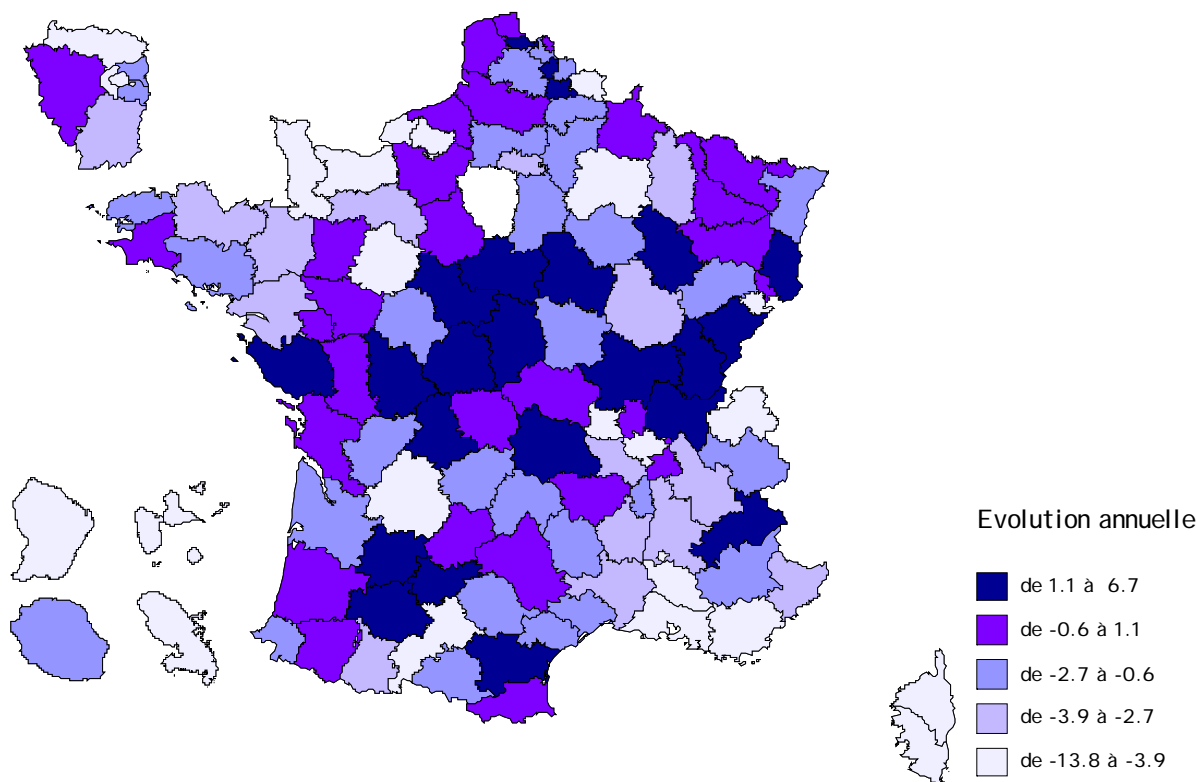 Evolution annuelle
de 1.1 à 6.7
de -0.6 à 1.1
de -2.7 à -0.6
de -3.9 à -2.7
de -13.8 à -3.9